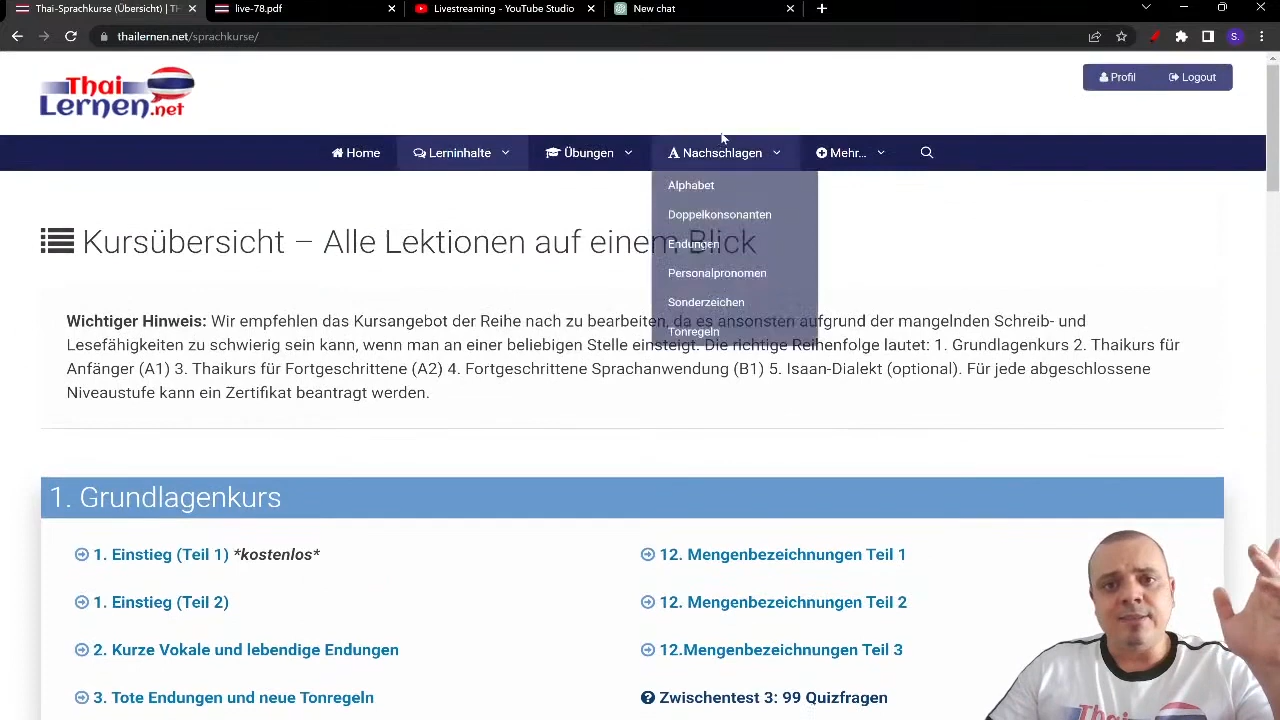 Thai-Sprachkurse (Übersicht) | TH
live-78.pdf
Livestreaming - YouTube Studio
New chat
thailernen.net/sprachkurse/
S.
Thai
Lernen.net
Profil
Logout
Home
Lerninhalte
Übungen
Nachschlagen
Mehr...
Alphabet
Doppelkonsonanten
Endungen
Personalpronomen
Sonderzeichen
Tonregeln
Kursübersicht – Alle Lektionen auf einem Blick
Wichtiger Hinweis: Wir empfehlen das Kursangebot der Reihe nach zu bearbeiten, da es ansonsten aufgrund der mangelnden Schreib- und
Lesefähigkeiten zu schwierig sein kann, wenn man an einer beliebigen Stelle einsteigt. Die richtige Reihenfolge lautet: 1. Grundlagenkurs 2. Thaikurs für
Anfänger (A1) 3. Thaikurs für Fortgeschrittene (A2) 4. Fortgeschrittene Sprachanwendung (B1) 5. Isaan-Dialekt (optional). Für jede abgeschlossene
Niveaustufe kann ein Zertifikat beantragt werden.
1. Grundlagenkurs
1. Einstieg (Teil 1) *kostenlos*
1. Einstieg (Teil 2)
2. Kurze Vokale und lebendige Endungen
3. Tote Endungen und neue Tonregeln
12. Mengenbezeichnungen Teil 1
12. Mengenbezeichnungen Teil 2
12.Mengenbezeichnungen Teil 3
Zwischentest 3: 99 Quizfragen
Thai